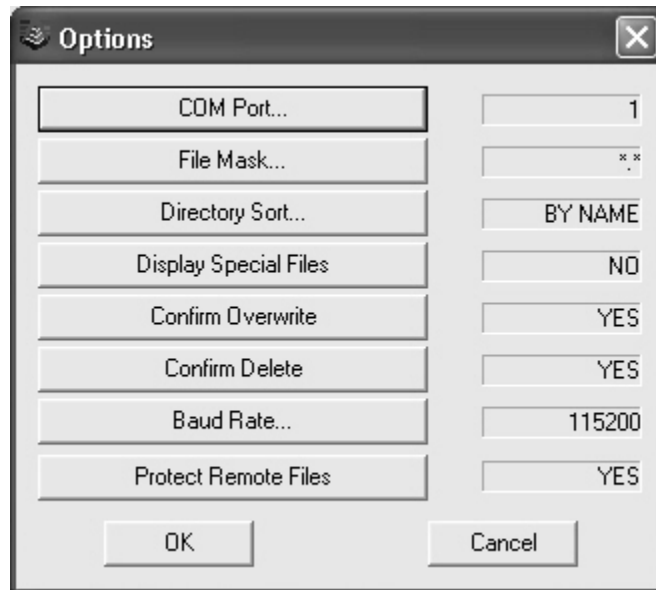 Options
COM Port... 1
File Mask... *.*
Directory Sort... BY NAME
Display Special Files NO
Confirm Overwrite YES
Confirm Delete YES
Baud Rate... 115200
Protect Remote Files YES
OK Cancel